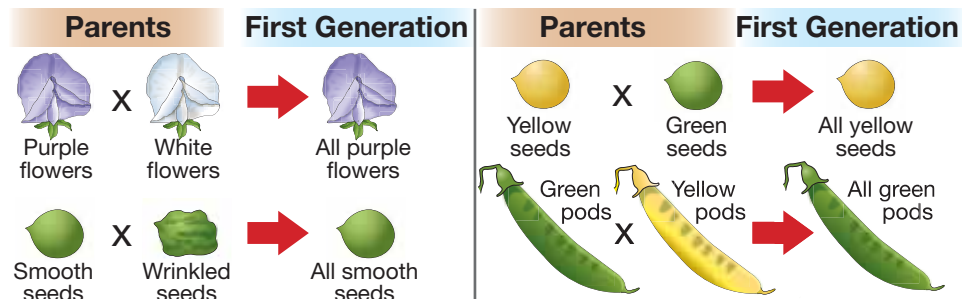 Parents
First Generation
X
Purple
flowers
White
flowers
All purple
flowers
X
Smooth
seeds
Wrinkled
seeds
All smooth
seeds
Parents
First Generation
X
Yellow
seeds
Green
seeds
All yellow
seeds
Green
pods
X
Yellow
pods
All green
pods